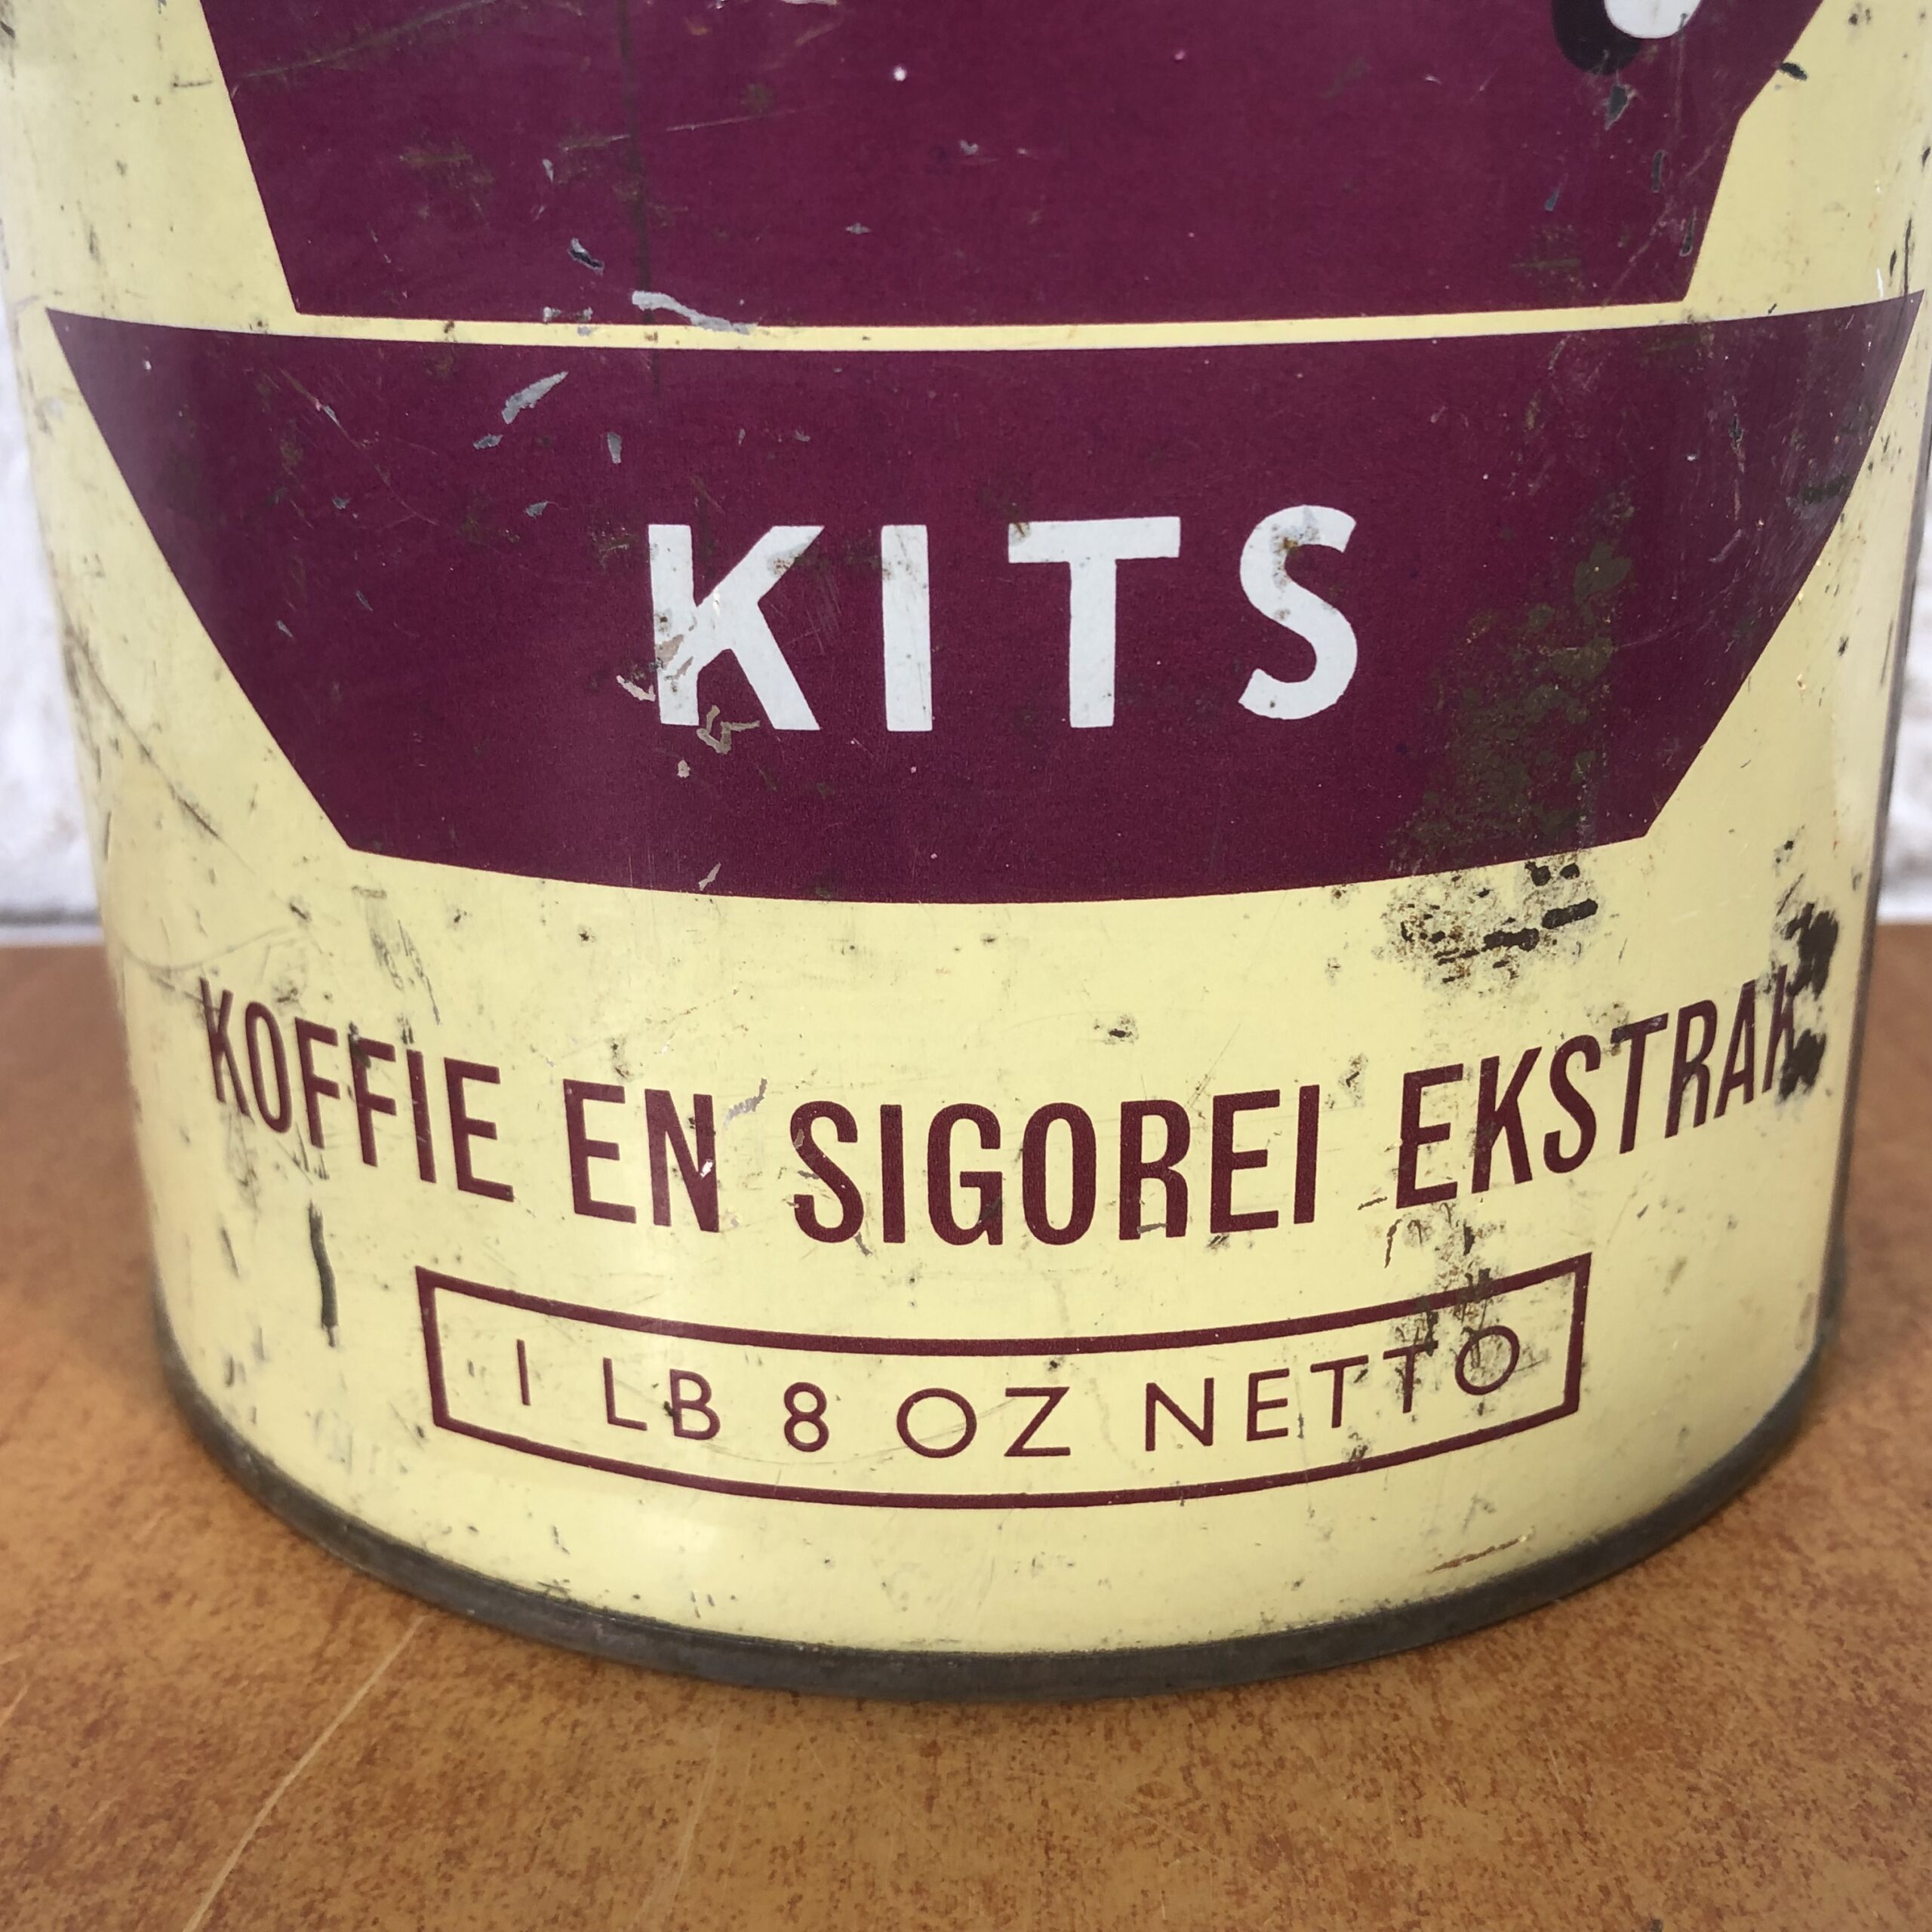 KITS
KOFFIE EN SIGOREI EKSTRAK
1 LB 8 OZ NETTO